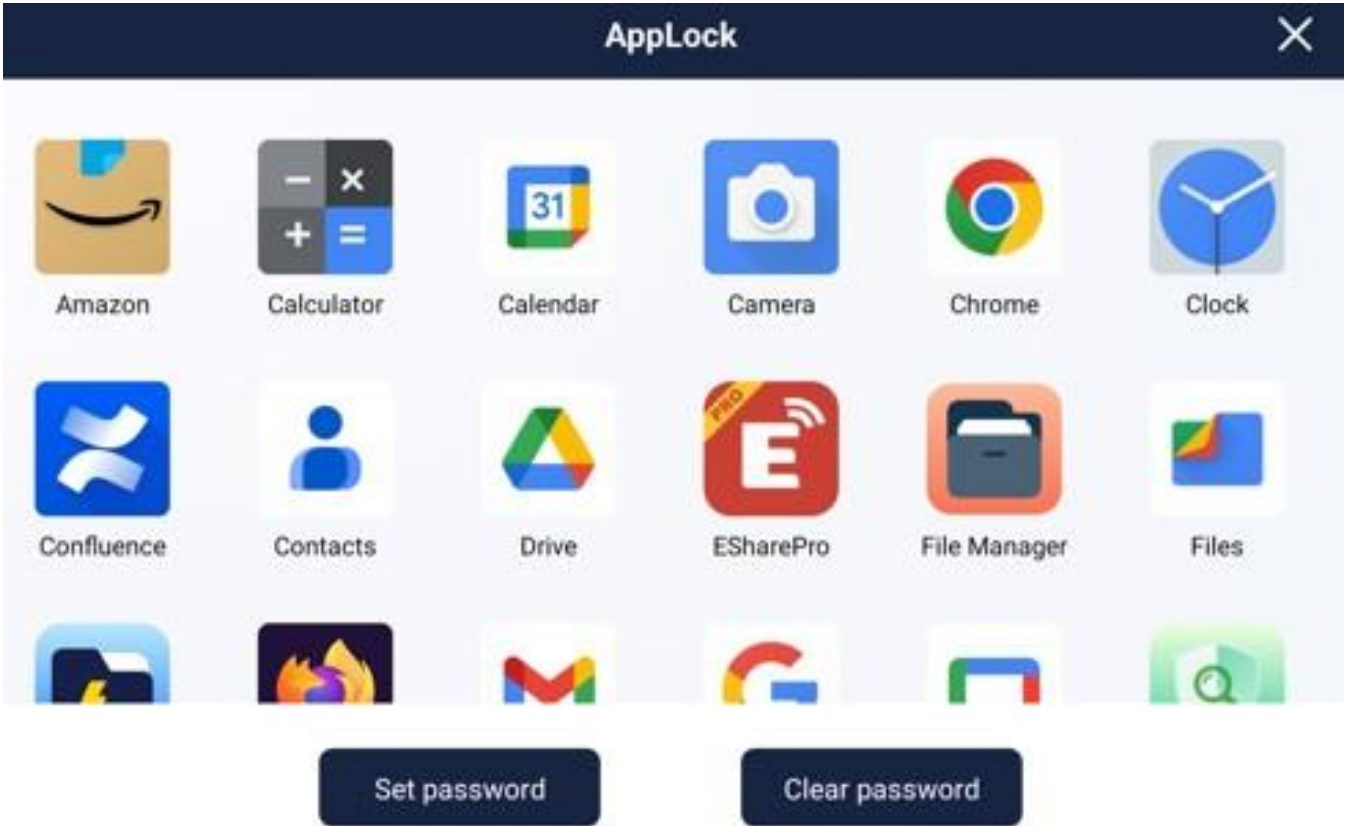 AppLock
31
Amazon
Calculator
Calendar
Camera
Chrome
Clock
PRO
E
Confluence
Contacts
Drive
ESharePro
File Manager
Files
Set password
Clear password